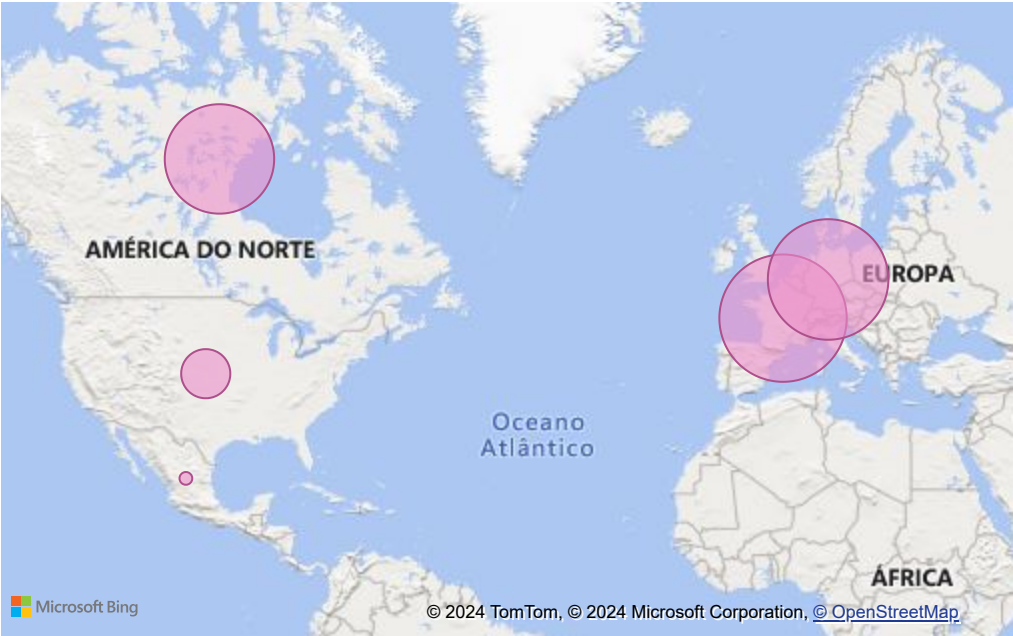 AMÉRICA DO NORTE
EUROPA
Oceano
Atlântico
ÁFRICA
Microsoft Bing
© 2024 TomTom, © 2024 Microsoft Corporation, © OpenStreetMap